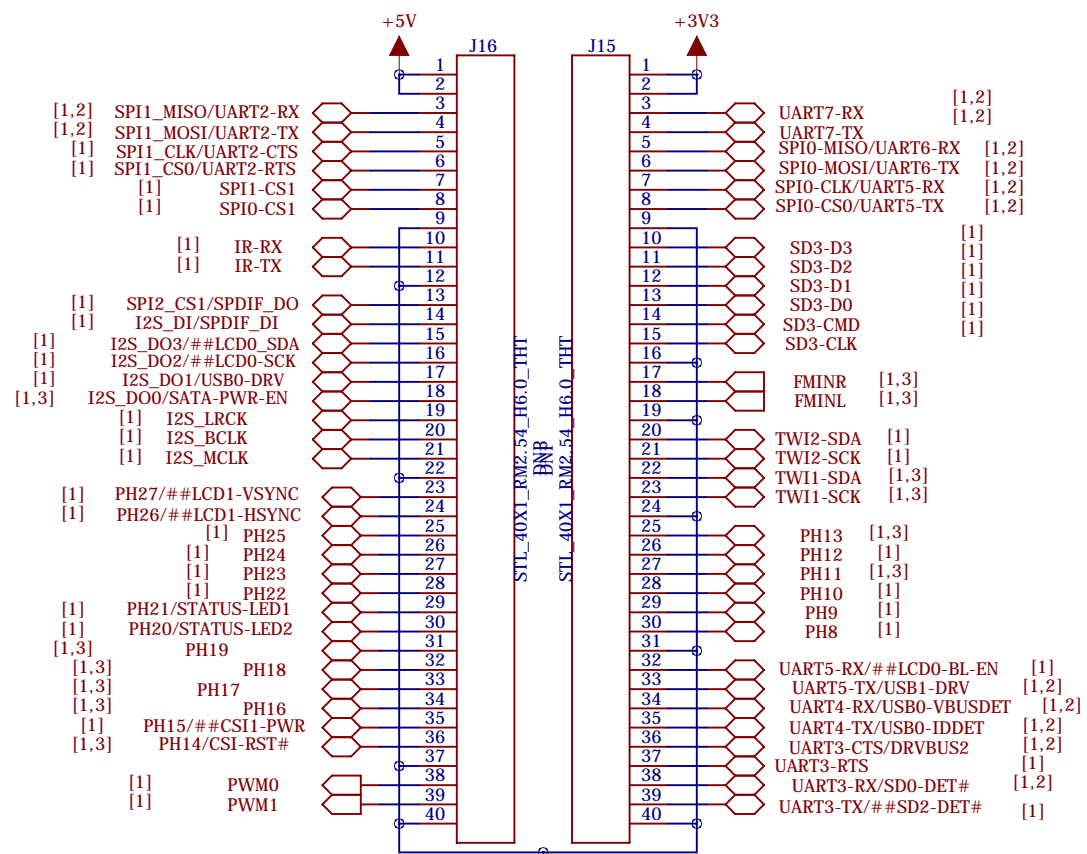 +5V
+3V3
J16
J15
1
2
[1,2] SPI1_MISO/UART2-RX 3
[1,2] SPI1_MOSI/UART2-TX 4
[1] SPI1_CLK/UART2-CTS 5
[1] SPI1_CS0/UART2-RTS 6
[1] SPI1-CS1 7
[1] SPI0-CS1 8
9
[1] IR-RX 10
[1] IR-TX 11
12
[1] SPI2_CS1/SPDIF_DO 13
[1] I2S_DI/SPDIF_DI 14
[1] I2S_DO3/##LCD0_SDA 15
[1] I2S_DO2/##LCD0-SCK 16
[1] I2S_DO1/USB0-DRV 17
[1,3] I2S_DO0/SATA-PWR-EN 18
[1] I2S_LRCK 19
[1] I2S_BCLK 20
[1] I2S_MCLK 21
22
[1] PH27/##LCD1-VSYNC 23
[1] PH26/##LCD1-HSYNC 24
[1] PH25 25
[1] PH24 26
[1] PH23 27
[1] PH22 28
[1] PH21/STATUS-LED1 29
[1] PH20/STATUS-LED2 30
[1,3] PH19 31
[1,3] PH18 32
[1,3] PH17 33
[1,3] PH16 34
[1] PH15/##CSI1-PWR 35
[1,3] PH14/CSI-RST# 36
37
[1] PWM0 38
[1] PWM1 39
40
STL_40X1_RM2.54_H6.0_THT
DNP
DNP
STL_40X1_RM2.54_H6.0_THT
1
2
3 UART7-RX [1,2]
4 UART7-TX [1,2]
5 SPI0-MISO/UART6-RX [1,2]
6 SPI0-MOSI/UART6-TX [1,2]
7 SPI0-CLK/UART5-RX [1,2]
8 SPI0-CS0/UART5-TX [1,2]
9
10 SD3-D3 [1]
11 SD3-D2 [1]
12 SD3-D1 [1]
13 SD3-D0 [1]
14 SD3-CMD [1]
15 SD3-CLK [1]
16
17 FMINR [1,3]
18 FMINL [1,3]
19
20 TWI2-SDA [1]
21 TWI2-SCK [1]
22 TWI1-SDA [1,3]
23 TWI1-SCK [1,3]
24
25 PH13 [1,3]
26 PH12 [1]
27 PH11 [1,3]
28 PH10 [1]
29 PH9 [1]
30 PH8 [1]
31
32 UART5-RX/##LCD0-BL-EN [1]
33 UART5-TX/USB1-DRV [1,2]
34 UART4-RX/USB0-VBUSDET [1,2]
35 UART4-TX/USB0-IDDET [1,2]
36 UART3-CTS/DRVBUS2 [1,2]
37 UART3-RTS [1]
38 UART3-RX/SD0-DET# [1,2]
39 UART3-TX/##SD2-DET# [1]
40